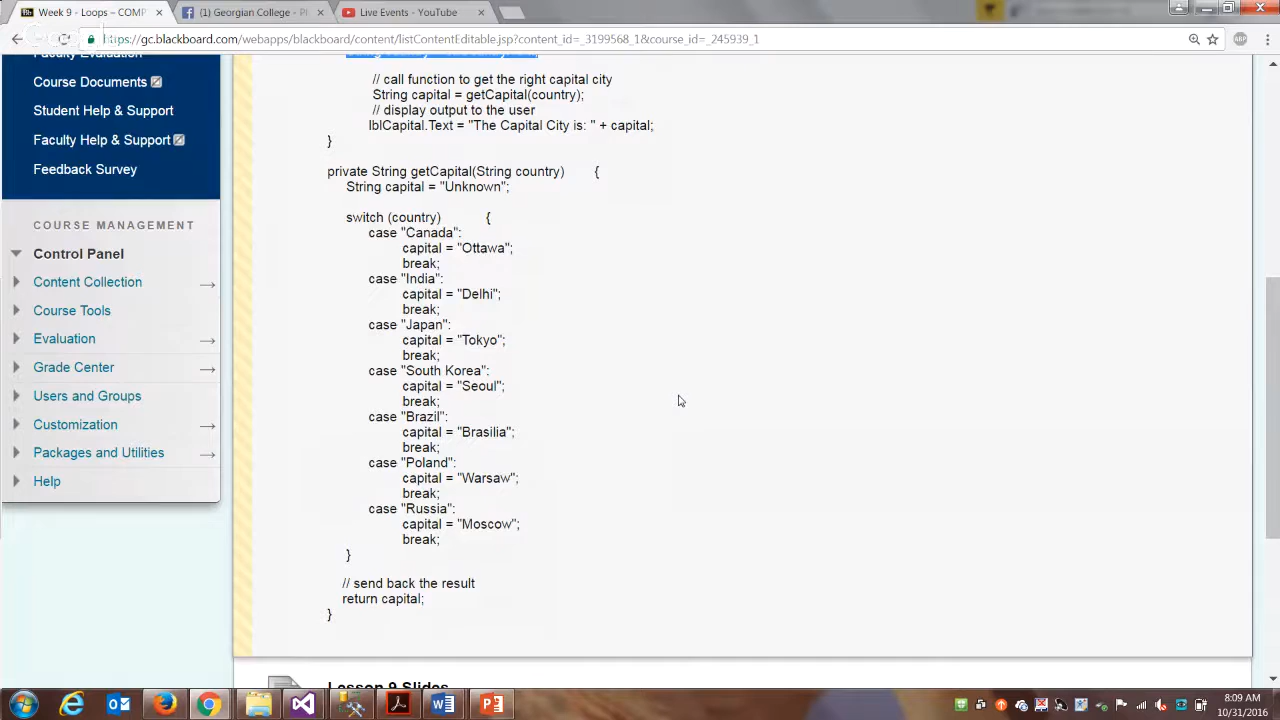 Week 9 - Loops – COMP
(1) Georgian College - Pl
Live Events - YouTube
https://gc.blackboard.com/webapps/blackboard/content/listContentEditable.jsp?content_id=_3199568_1&course_id=_245939_1
ABP
Course Documents
Student Help & Support
Faculty Help & Support
Feedback Survey
COURSE MANAGEMENT
Control Panel
Content Collection
Course Tools
Evaluation
Grade Center
Users and Groups
Customization
Packages and Utilities
Help
// call function to get the right capital city
String capital = getCapital(country);
// display output to the user
lblCapital.Text = "The Capital City is: " + capital;
}
private String getCapital(String country) {
String capital = "Unknown";
switch (country) {
case "Canada":
capital = "Ottawa";
break;
case "India":
capital = "Delhi";
break;
case "Japan":
capital = "Tokyo";
break;
case "South Korea":
capital = "Seoul";
break;
case "Brazil":
capital = "Brasilia";
break;
case "Poland":
capital = "Warsaw";
break;
case "Russia":
capital = "Moscow";
break;
}
// send back the result
return capital;
}
Lesson 9 Slides
8:09 AM
10/31/2016